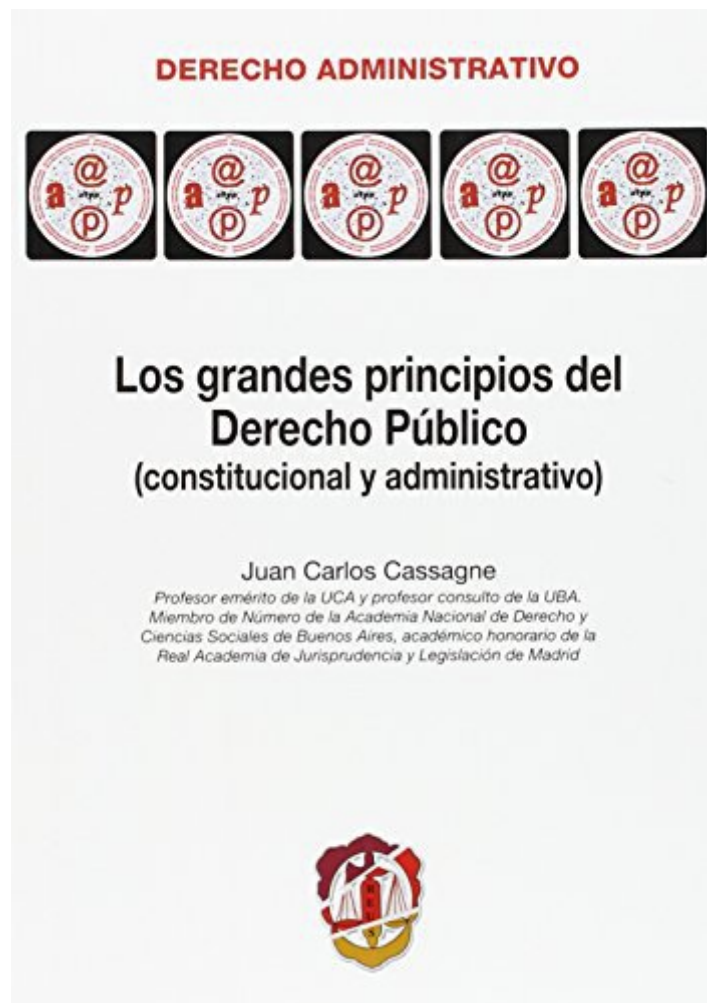 DERECHO ADMINISTRATIVO
@
a p
p
@
a p
p
@
a p
p
@
a p
p
@
a p
p
Los grandes principios del
Derecho Público
(constitucional y administrativo)
Juan Carlos Cassagne
Profesor emérito de la UCA y profesor consulto de la UBA.
Miembro de Número de la Academia Nacional de Derecho y
Ciencias Sociales de Buenos Aires, académico honorario de la
Real Academia de Jurisprudencia y Legislación de Madrid
REUS